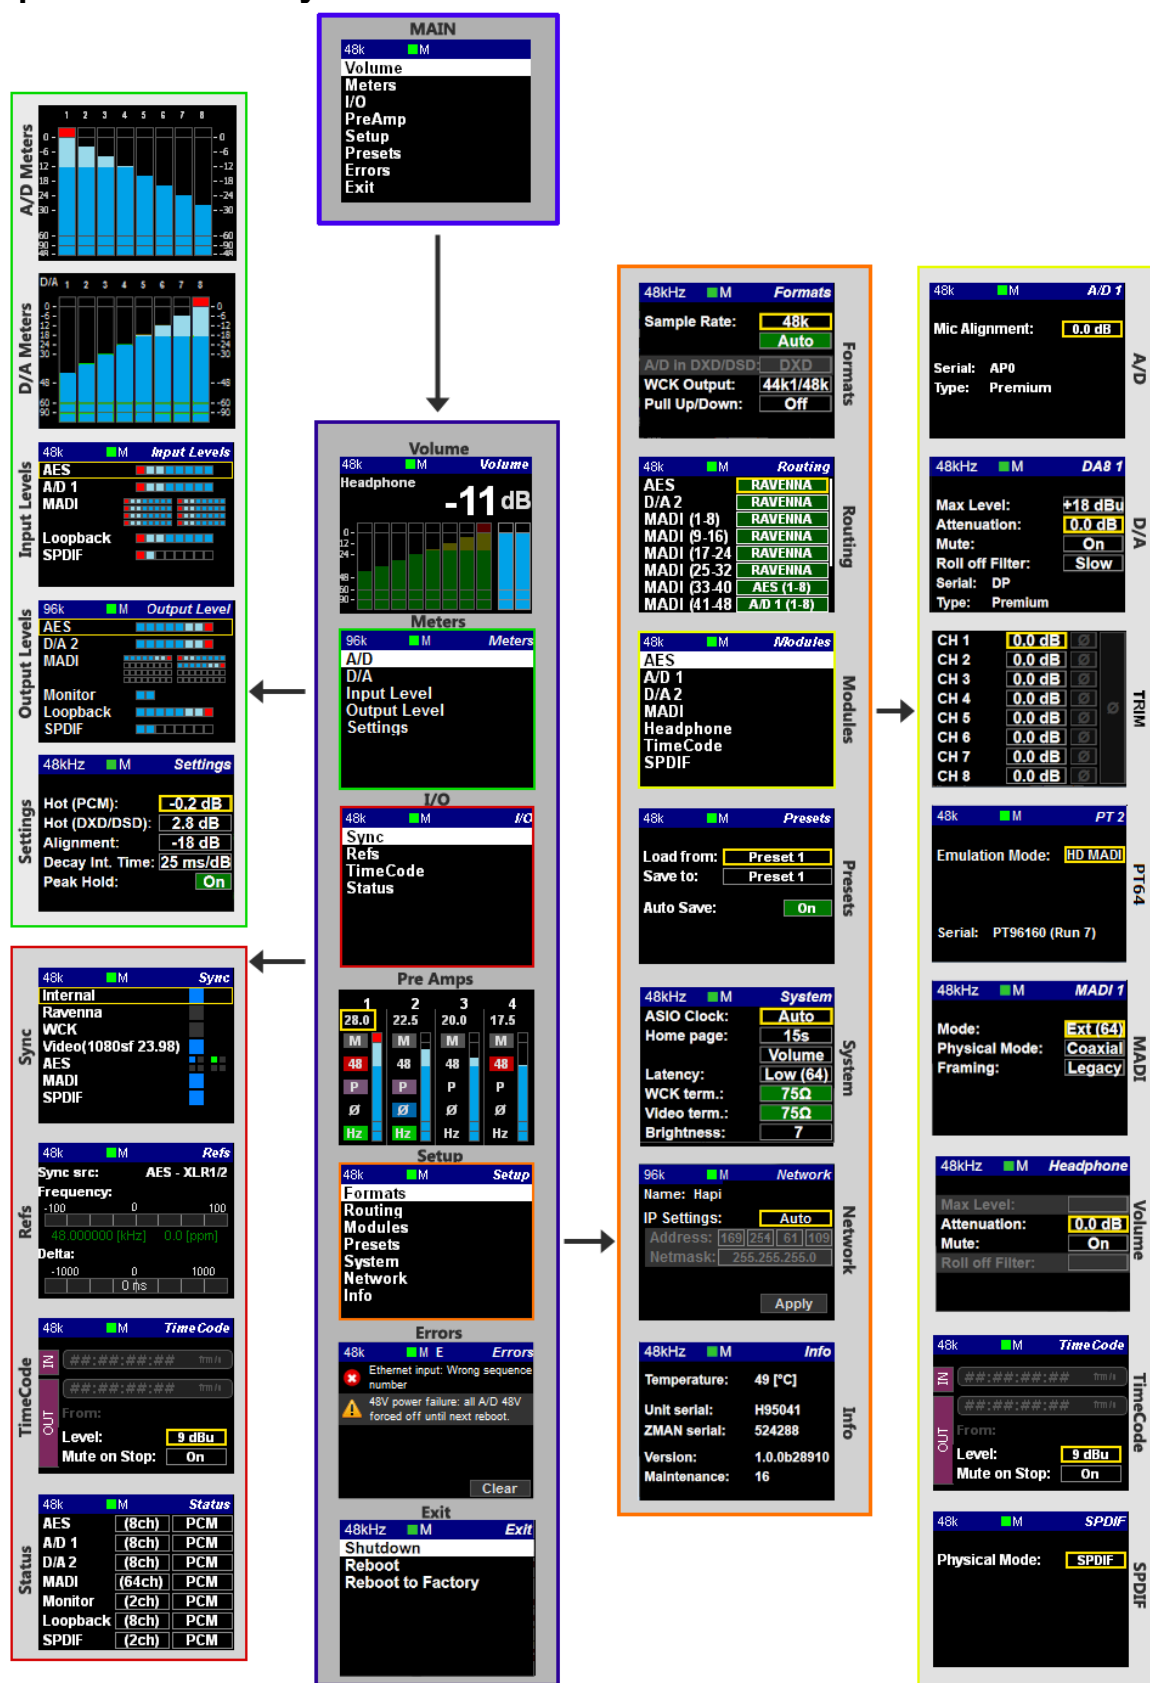 MAIN
48k M
Volume
Meters
I/O
PreAmp
Setup
Presets
Errors
Exit
A/D Meters
1 2 3 4 5 6 7 8
D/A Meters
D/A 1 2 3 4 5 6 7 8
Input Levels
48k M Input Levels
AES
A/D 1
MADI
Loopback
SPDIF
Output Levels
96k M Output Level
AES
D/A 2
MADI
Monitor
Loopback
SPDIF
Settings
48kHz M Settings
Hot (PCM): -0.2 dB
Hot (DXD/DSD): 2.8 dB
Alignment: -18 dB
Decay Int. Time: 25 ms/dB
Peak Hold: On
Sync
48k M Sync
Internal
Ravenna
WCK
Video(1080sf 23.98)
AES
MADI
SPDIF
Refs
48k M Refs
Sync src: AES - XLR1/2
Frequency:
-100 0 100
48.000000 [kHz] 0.0 [ppm]
Delta:
-1000 0 1000
0 ns
TimeCode
48k M TimeCode
IN ##:##:##:## frm/s
OUT ##:##:##:## frm/s
From:
Level: 9 dBu
Mute on Stop: On
Status
48k M Status
AES (8ch) PCM
A/D 1 (8ch) PCM
D/A 2 (8ch) PCM
MADI (64ch) PCM
Monitor (2ch) PCM
Loopback (8ch) PCM
SPDIF (2ch) PCM
Volume
48k M Volume
Headphone
-11 dB
Meters
96k M Meters
A/D
D/A
Input Level
Output Level
Settings
I/O
48k M I/O
Sync
Refs
TimeCode
Status
Pre Amps
1 2 3 4
28.0 22.5 20.0 17.5
M M M M
48 48 48 48
P P P P
Ø Ø Ø Ø
Hz Hz Hz Hz
Setup
48k M Setup
Formats
Routing
Modules
Presets
System
Network
Info
Errors
48k M E Errors
Ethernet input: Wrong sequence
number
48V power failure: all A/D 48V
forced off until next reboot.
Clear
Exit
48kHz M Exit
Shutdown
Reboot
Reboot to Factory
Formats
48kHz M Formats
Sample Rate: 48k
Auto
A/D in DXD/DSD: DXD
WCK Output: 44k1/48k
Pull Up/Down: Off
Routing
48k M Routing
AES RAVENNA
D/A 2 RAVENNA
MADI (1-8) RAVENNA
MADI (9-16) RAVENNA
MADI (17-24 RAVENNA
MADI (25-32 RAVENNA
MADI (33-40 AES (1-8)
MADI (41-48 A/D 1 (1-8)
Modules
48k M Modules
AES
A/D 1
D/A 2
MADI
Headphone
TimeCode
SPDIF
Presets
48k M Presets
Load from: Preset 1
Save to: Preset 1
Auto Save: On
System
48kHz M System
ASIO Clock: Auto
Home page: 15s
Volume
Latency: Low (64)
WCK term.: 75Ω
Video term.: 75Ω
Brightness: 7
Network
96k M Network
Name: Hapi
IP Settings: Auto
Address: 169 254 61 109
Netmask: 255.255.255.0
Apply
Info
48kHz M Info
Temperature: 49 [°C]
Unit serial: H95041
ZMAN serial: 524288
Version: 1.0.0b28910
Maintenance: 16
A/D
48k M A/D 1
Mic Alignment: 0.0 dB
Serial: AP0
Type: Premium
D/A
48kHz M DA8 1
Max Level: +18 dBu
Attenuation: 0.0 dB
Mute: On
Roll off Filter: Slow
Serial: DP
Type: Premium
TRIM
CH 1 0.0 dB Ø
CH 2 0.0 dB Ø
CH 3 0.0 dB Ø
CH 4 0.0 dB Ø
CH 5 0.0 dB Ø
CH 6 0.0 dB Ø
CH 7 0.0 dB Ø
CH 8 0.0 dB Ø
Ø
PT64
48k M PT 2
Emulation Mode: HD MADI
Serial: PT96160 (Run 7)
MADI
48kHz M MADI 1
Mode: Ext (64)
Physical Mode: Coaxial
Framing: Legacy
Volume
48kHz M Headphone
Max Level:
Attenuation: 0.0 dB
Mute: On
Roll off Filter:
TimeCode
48k M TimeCode
IN ##:##:##:## frm/s
OUT ##:##:##:## frm/s
From:
Level: 9 dBu
Mute on Stop: On
SPDIF
48k M SPDIF
Physical Mode: SPDIF